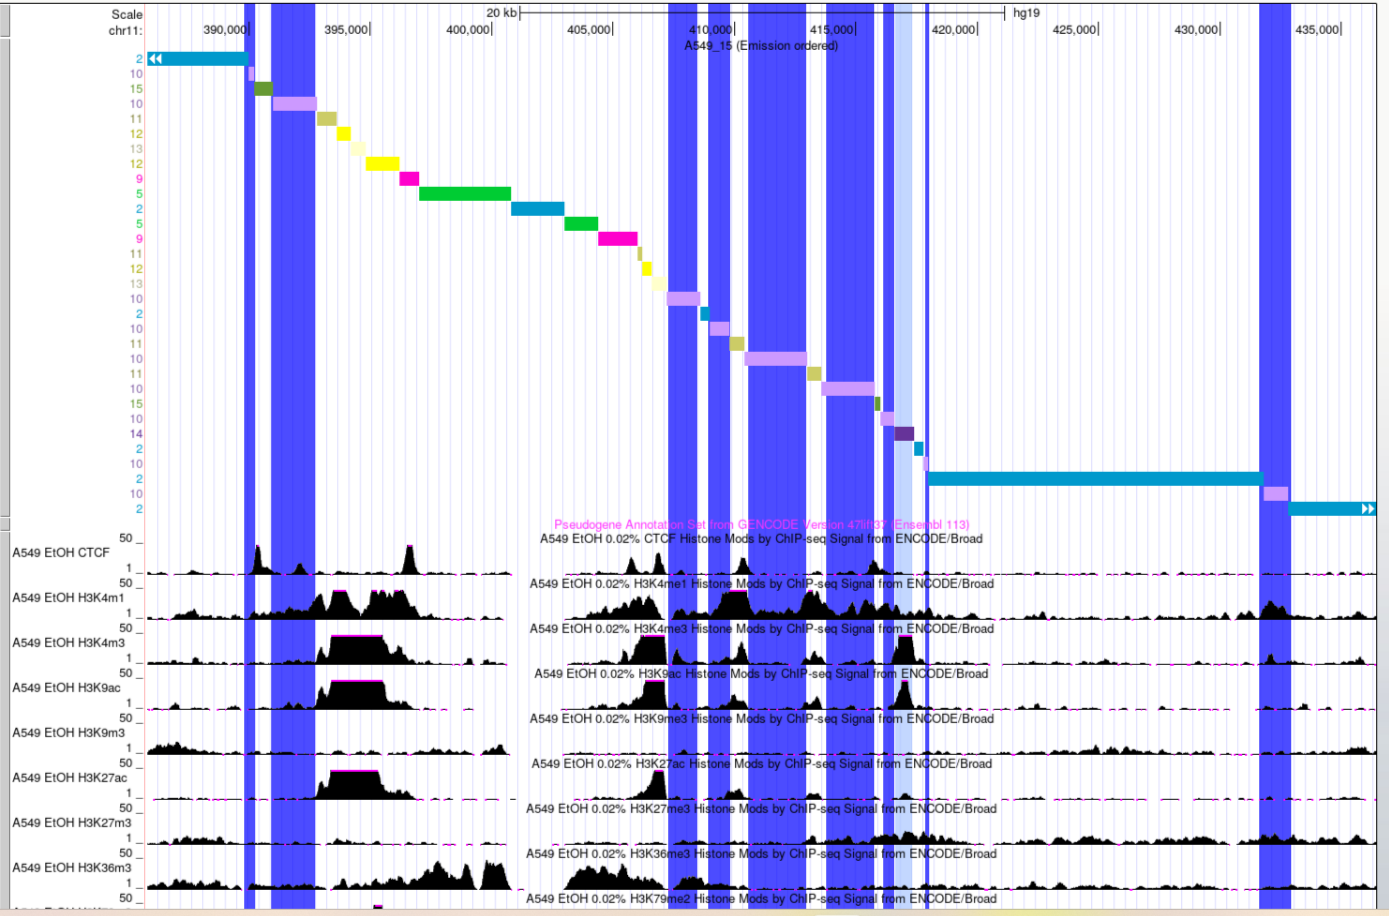 Scale 20 kb hg19
chr11: 390,000 395,000 400,000 405,000 410,000 415,000 420,000 425,000 430,000 435,000
A549_15 (Emission ordered)
2
10
15
10
11
12
13
12
9
5
2
5
9
11
12
13
10
2
10
11
10
11
10
15
10
14
2
10
2
10
2
Pseudogene Annotation Set from GENCODE Version 47lift37 (Ensembl 113)
A549 EtOH 0.02% CTCF Histone Mods by ChIP-seq Signal from ENCODE/Broad
50
A549 EtOH CTCF
1
A549 EtOH 0.02% H3K4me1 Histone Mods by ChIP-seq Signal from ENCODE/Broad
50
A549 EtOH H3K4m1
1
A549 EtOH 0.02% H3K4me3 Histone Mods by ChIP-seq Signal from ENCODE/Broad
50
A549 EtOH H3K4m3
1
A549 EtOH 0.02% H3K9ac Histone Mods by ChIP-seq Signal from ENCODE/Broad
50
A549 EtOH H3K9ac
1
A549 EtOH 0.02% H3K9me3 Histone Mods by ChIP-seq Signal from ENCODE/Broad
50
A549 EtOH H3K9m3
1
A549 EtOH 0.02% H3K27ac Histone Mods by ChIP-seq Signal from ENCODE/Broad
50
A549 EtOH H3K27ac
1
A549 EtOH 0.02% H3K27me3 Histone Mods by ChIP-seq Signal from ENCODE/Broad
50
A549 EtOH H3K27m3
1
A549 EtOH 0.02% H3K36me3 Histone Mods by ChIP-seq Signal from ENCODE/Broad
50
A549 EtOH H3K36m3
1
A549 EtOH 0.02% H3K79me2 Histone Mods by ChIP-seq Signal from ENCODE/Broad
50